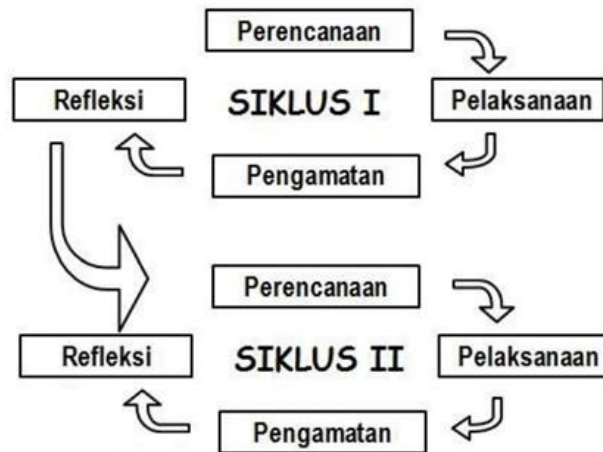 Perencanaan
Refleksi
SIKLUS I
Pelaksanaan
Pengamatan
Perencanaan
Refleksi
SIKLUS II
Pelaksanaan
Pengamatan